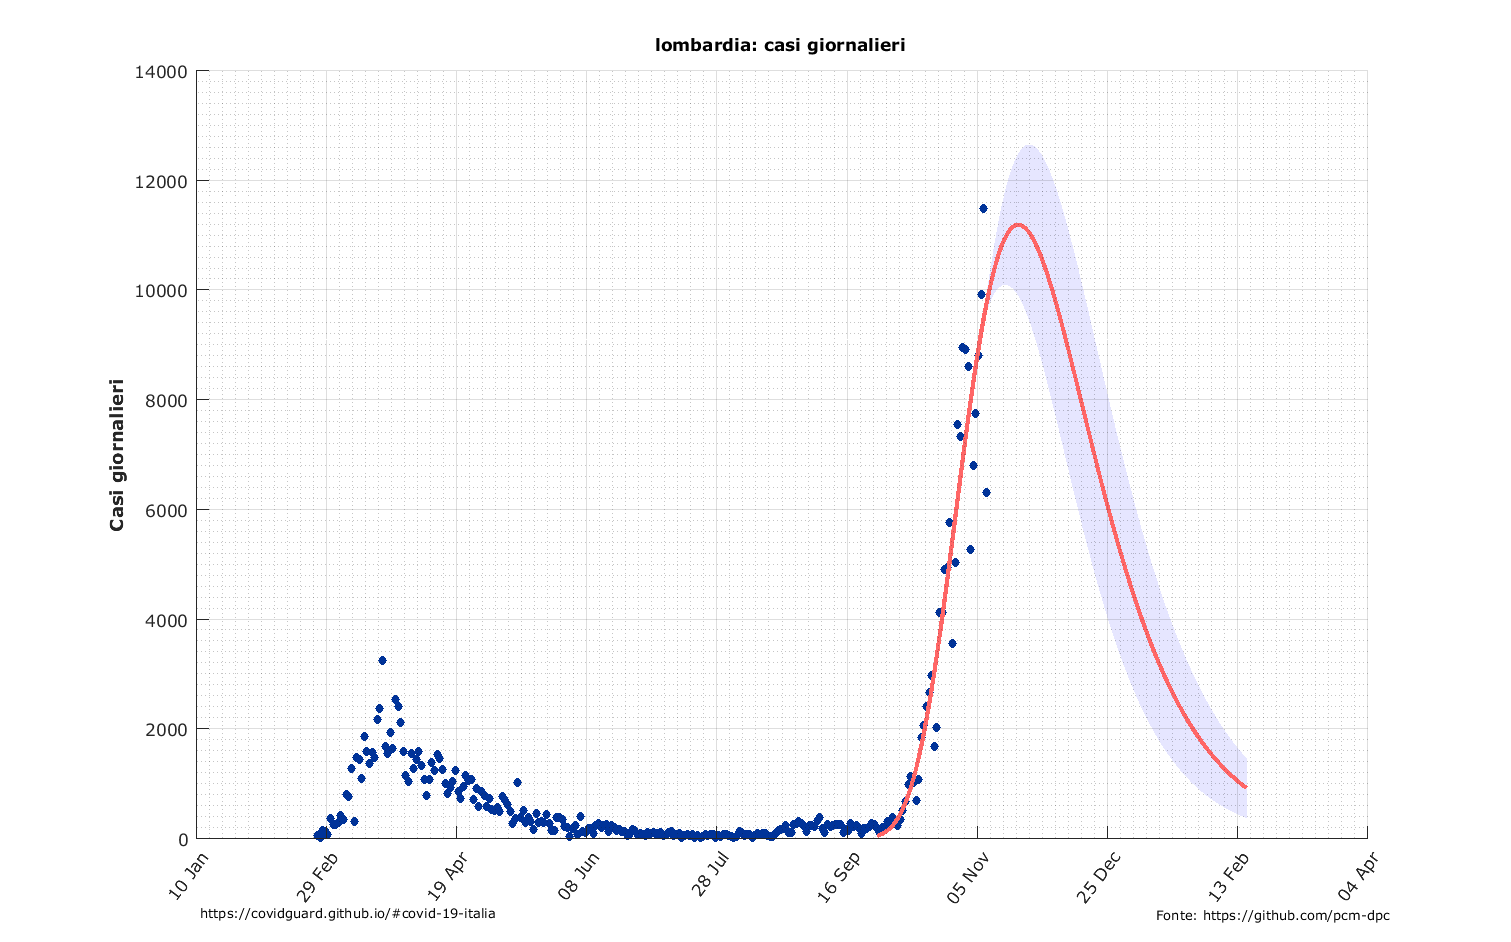 lombardia: casi giornalieri
14000
12000
10000
8000
6000
4000
2000
0
Casi giornalieri
10 Jan
29 Feb
19 Apr
08 Jun
28 Jul
16 Sep
05 Nov
25 Dec
13 Feb
04 Apr
https://covidguard.github.io/#covid-19-italia
Fonte: https://github.com/pcm-dpc